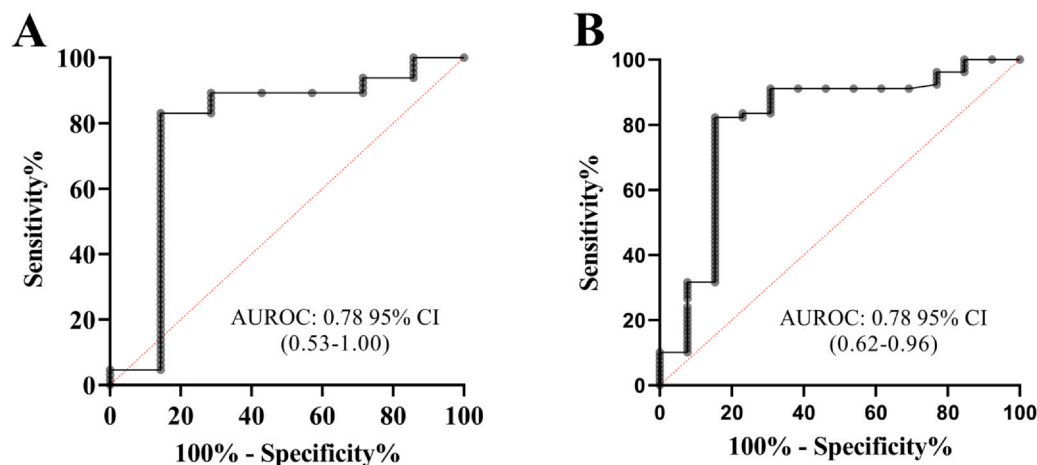 A
100
80
60
40
20
0
Sensitivity%
AUROC: 0.78 95% CI
(0.53-1.00)
0 20 40 60 80 100
100% - Specificity%
B
100
80
60
40
20
0
Sensitivity%
AUROC: 0.78 95% CI
(0.62-0.96)
0 20 40 60 80 100
100% - Specificity%